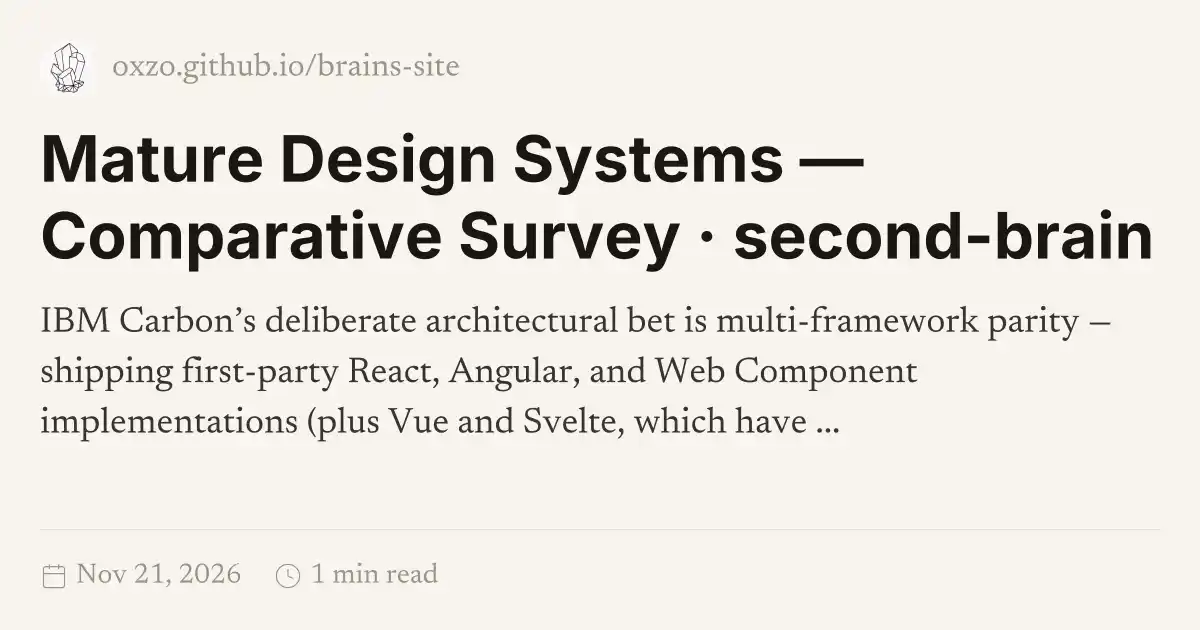 oxzo.github.io/brains-site
Mature Design Systems —
Comparative Survey · second-brain
IBM Carbon’s deliberate architectural bet is multi-framework parity —
shipping first-party React, Angular, and Web Component
implementations (plus Vue and Svelte, which have ...
Nov 21, 2026 1 min read